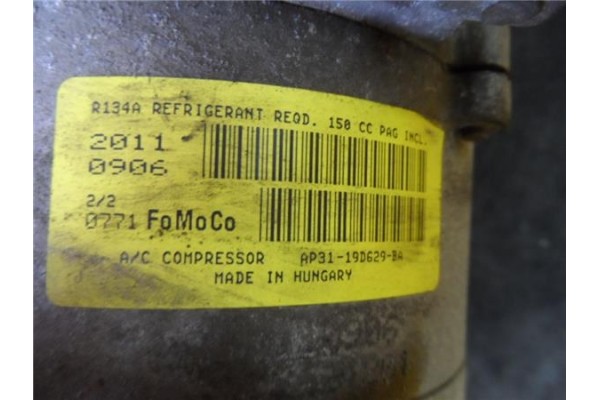 R134A REFRIGERANT REQD. 150 CC PAG INCL.
2011
0906
2/2
0771 FoMoCo
A/C COMPRESSOR AP31-19D629-BA
MADE IN HUNGARY